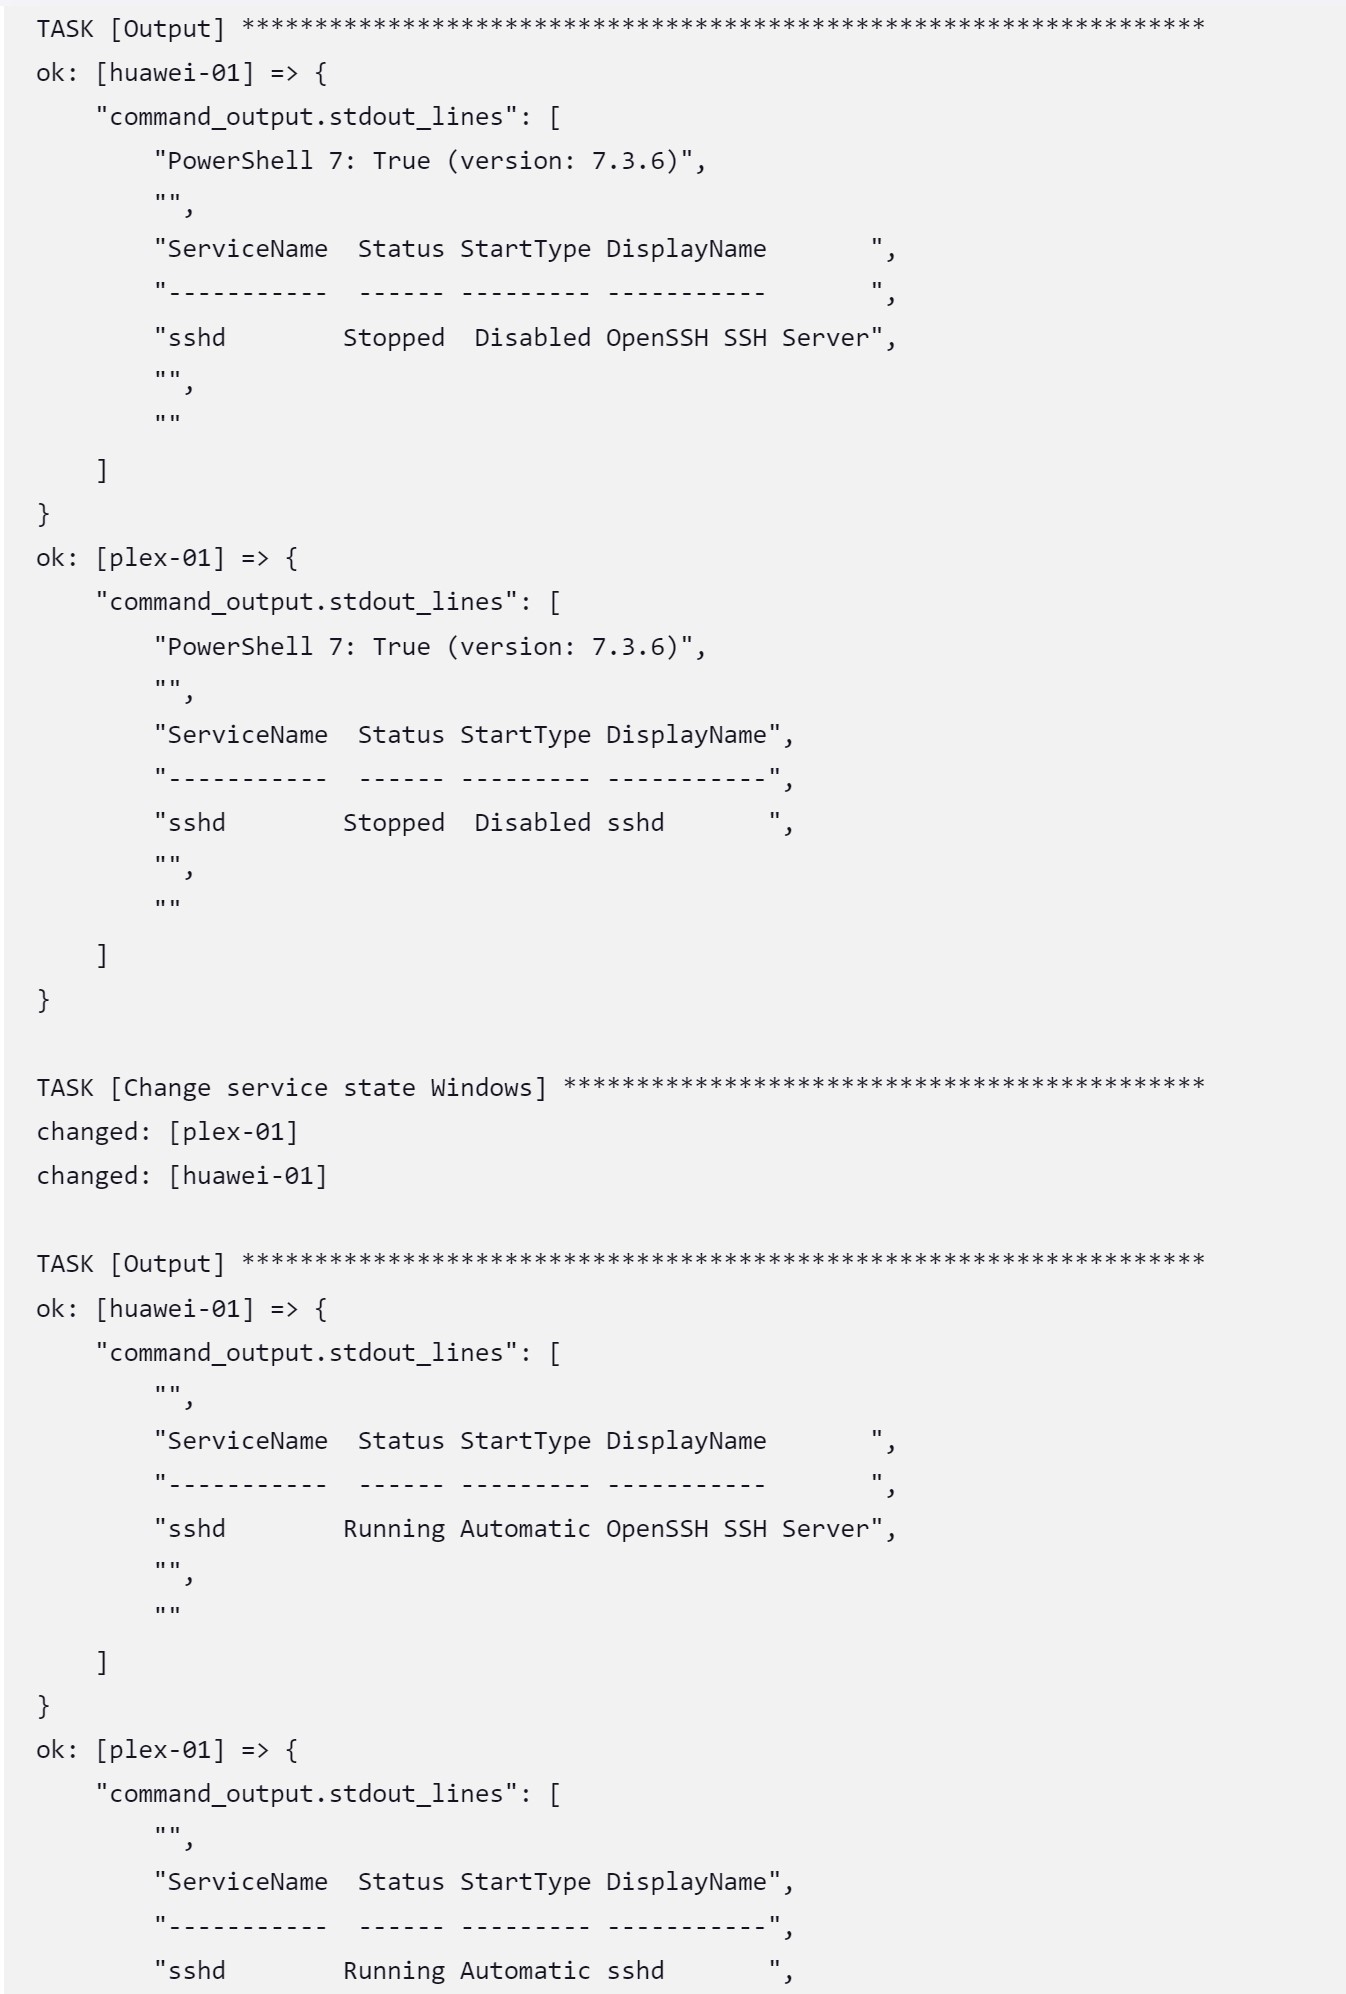 TASK [Output] ******************************************************************
ok: [huawei-01] => {
    "command_output.stdout_lines": [
        "PowerShell 7: True (version: 7.3.6)",
        "",
        "ServiceName  Status StartType DisplayName       ",
        "-----------  ------ --------- -----------       ",
        "sshd        Stopped  Disabled OpenSSH SSH Server",
        "",
        ""
    ]
}
ok: [plex-01] => {
    "command_output.stdout_lines": [
        "PowerShell 7: True (version: 7.3.6)",
        "",
        "ServiceName  Status StartType DisplayName",
        "-----------  ------ --------- -----------",
        "sshd        Stopped  Disabled sshd       ",
        "",
        ""
    ]
}

TASK [Change service state Windows] ********************************************
changed: [plex-01]
changed: [huawei-01]

TASK [Output] ******************************************************************
ok: [huawei-01] => {
    "command_output.stdout_lines": [
        "",
        "ServiceName  Status StartType DisplayName       ",
        "-----------  ------ --------- -----------       ",
        "sshd        Running Automatic OpenSSH SSH Server",
        "",
        ""
    ]
}
ok: [plex-01] => {
    "command_output.stdout_lines": [
        "",
        "ServiceName  Status StartType DisplayName",
        "-----------  ------ --------- -----------",
        "sshd        Running Automatic sshd       ",